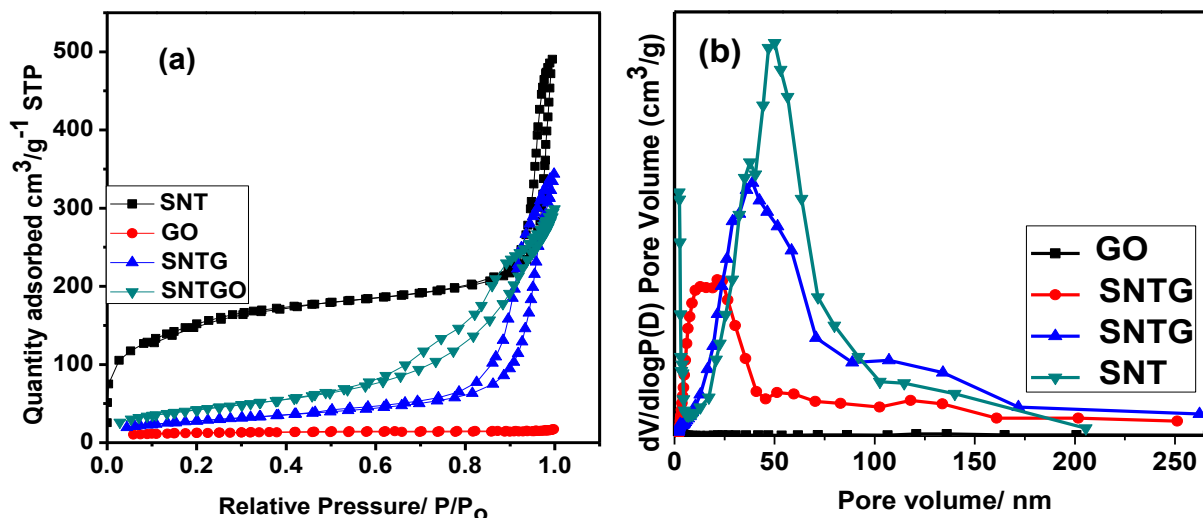 (a)
Quantity adsorbed cm³/g⁻¹ STP
500
400
300
200
100
0
SNT
GO
SNTG
SNTGO
0.0 0.2 0.4 0.6 0.8 1.0
Relative Pressure/ P/Pₒ
(b)
dV/dlogP(D) Pore Volume (cm³/g)
GO
SNTG
SNTG
SNT
0 50 100 150 200 250
Pore volume/ nm